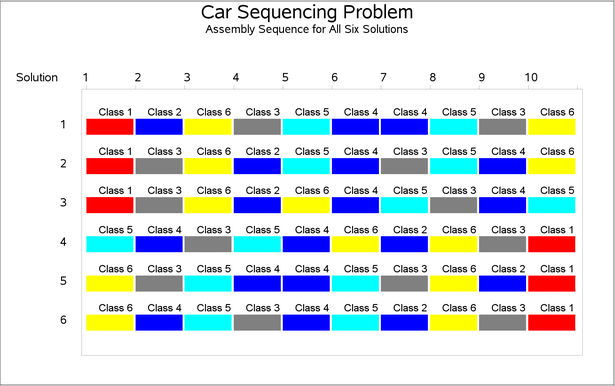 Car Sequencing Problem
Assembly Sequence for All Six Solutions
Solution 1 2 3 4 5 6 7 8 9 10
Class 1 Class 2 Class 6 Class 3 Class 5 Class 4 Class 4 Class 5 Class 3 Class 6
1
Class 1 Class 3 Class 6 Class 2 Class 5 Class 4 Class 3 Class 5 Class 4 Class 6
2
Class 1 Class 3 Class 6 Class 2 Class 6 Class 4 Class 5 Class 3 Class 4 Class 5
3
Class 5 Class 4 Class 3 Class 5 Class 4 Class 6 Class 2 Class 6 Class 3 Class 1
4
Class 6 Class 3 Class 5 Class 4 Class 4 Class 5 Class 3 Class 6 Class 2 Class 1
5
Class 6 Class 4 Class 5 Class 3 Class 4 Class 5 Class 2 Class 6 Class 3 Class 1
6